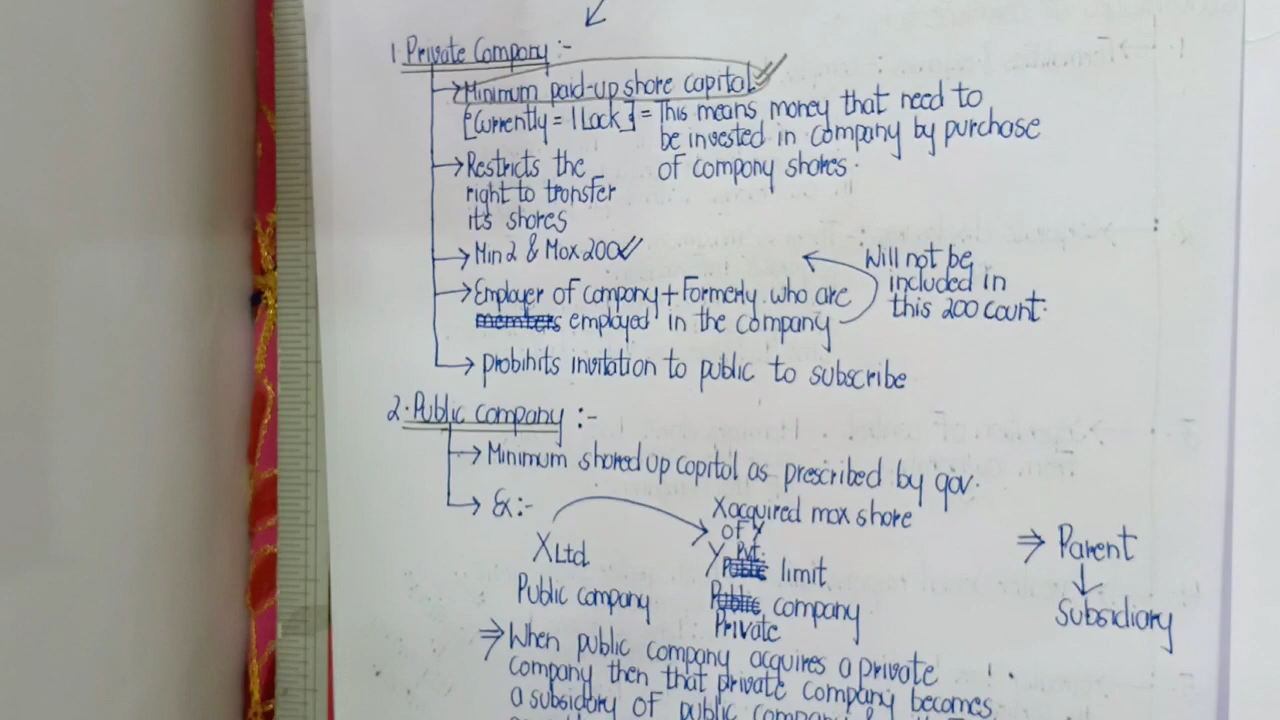 1 Private Company :-
→ Minimum paid-up share capital
[Currently = 1 Lack] = This means money that need to
be invested in company by purchase
of company shares.
→ Restricts the
right to transfer
its shares
→ Min 2 & Max 200
→ Employer of company + Formerly who are
members employed in the company
Will not be
included in
this 200 count.
→ probihits invitation to public to subscribe
2. Public company :-
→ Minimum shared up capital as prescribed by gov.
→ Ex:-
X Ltd
Public company
X acquired max share
of Y
Y Pvt. limit
Public company
Private
⇒ Parent
↓
Subsidiary
⇒ When public company acquires a private
company then that private company becomes
a subsidary of public company &